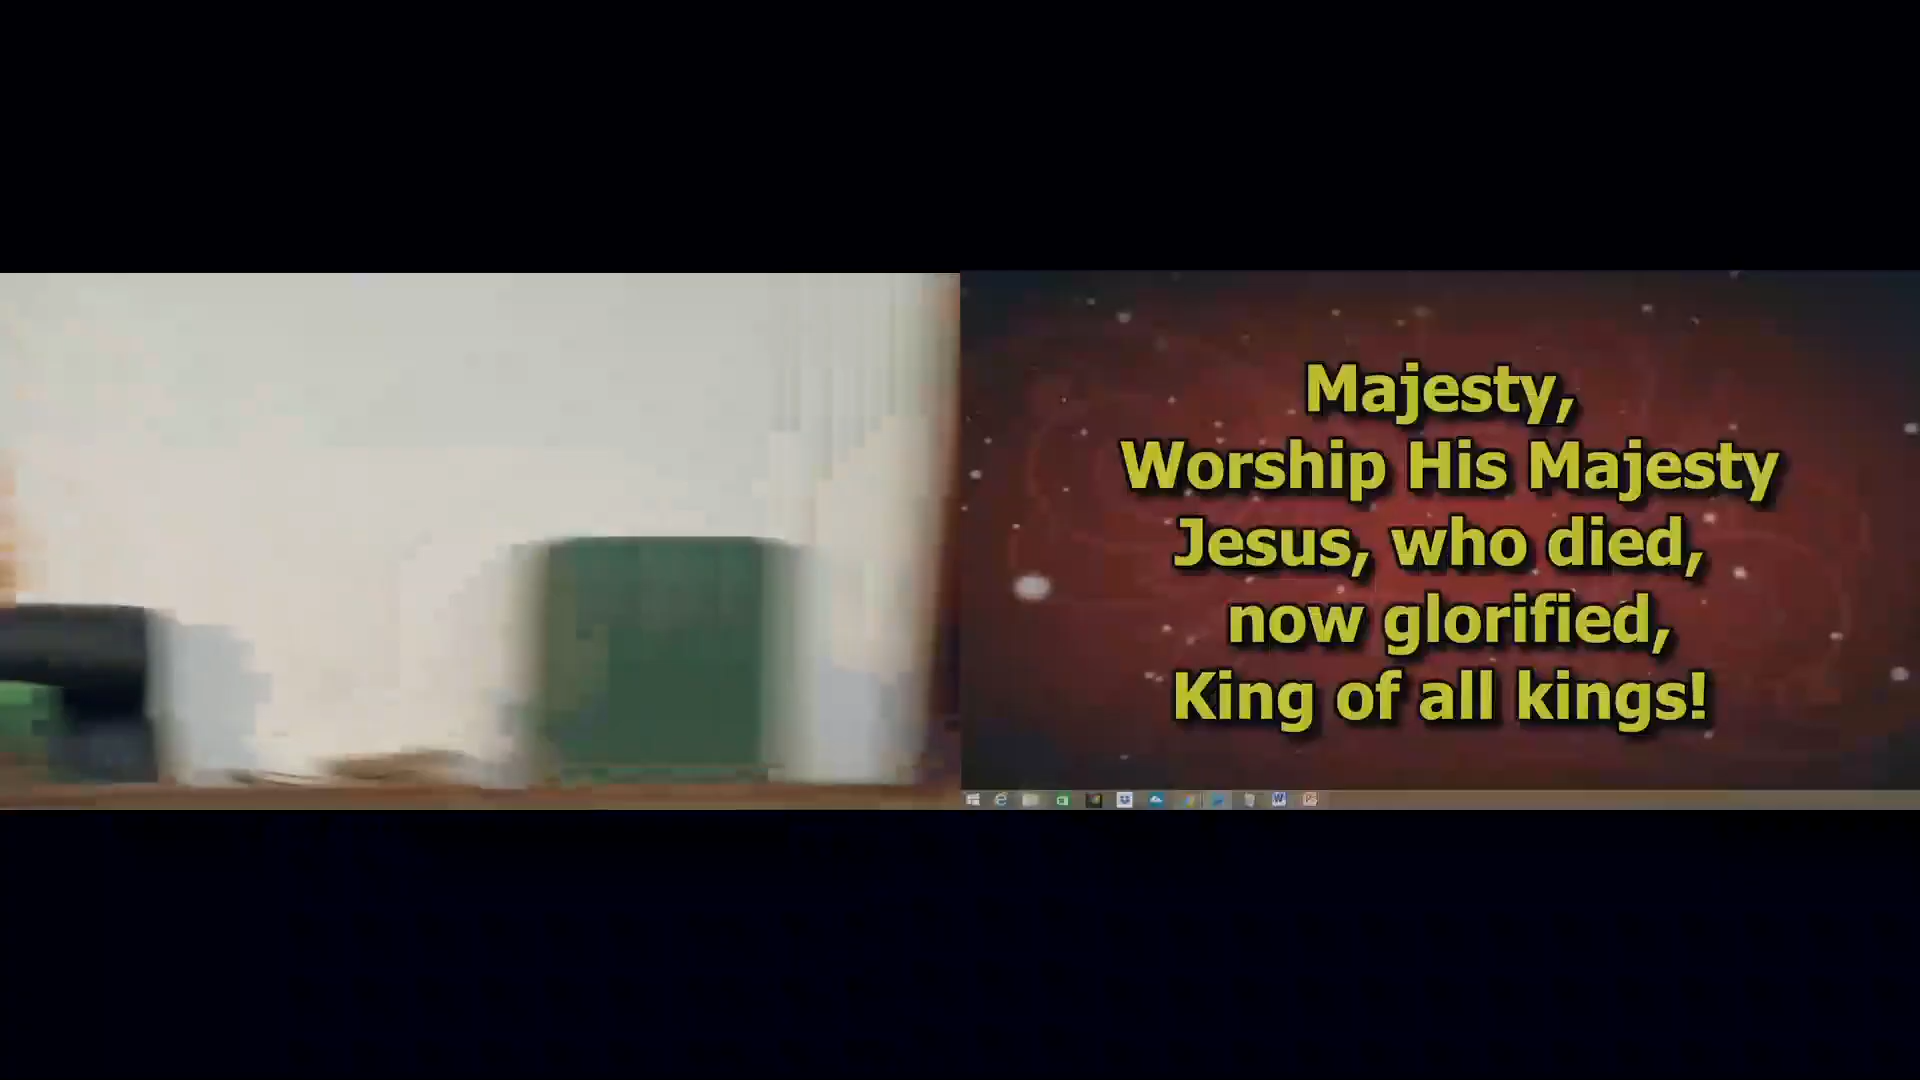 Majesty,
Worship His Majesty
Jesus, who died,
now glorified,
King of all kings!